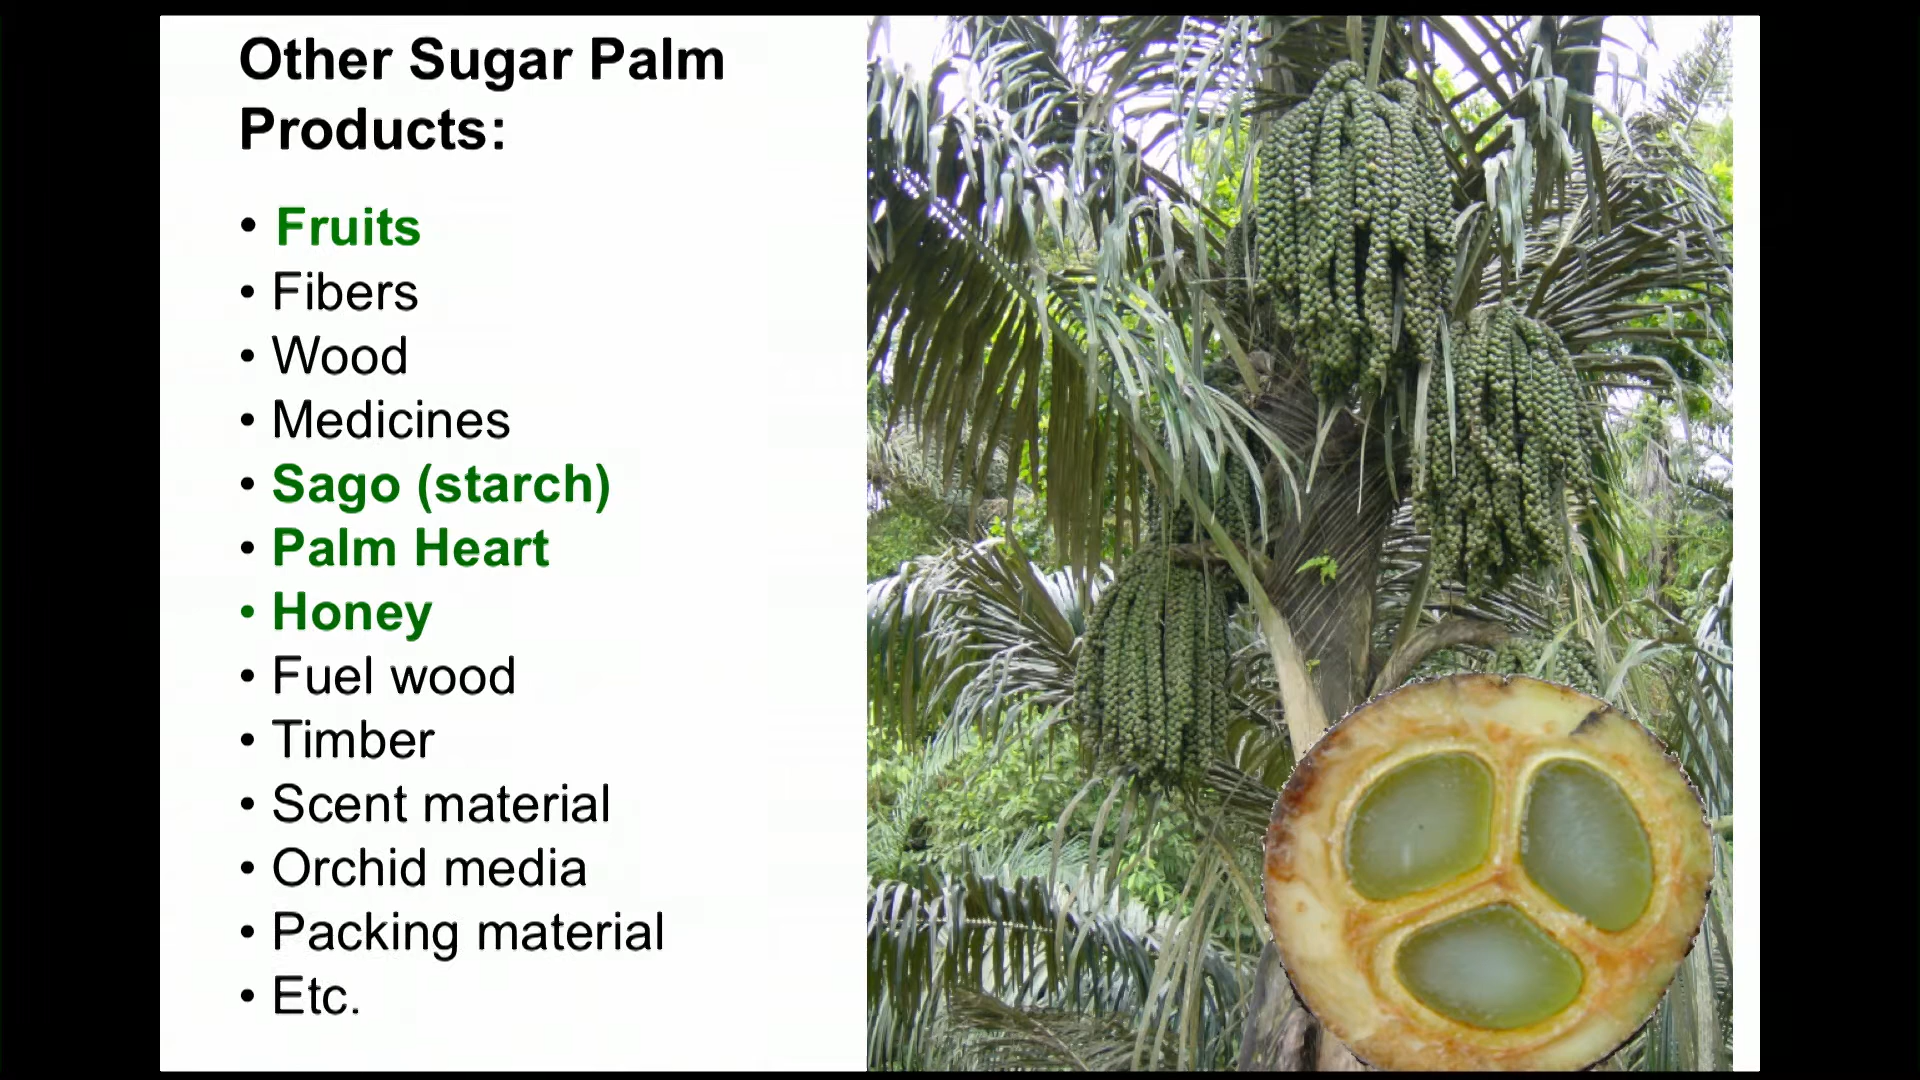 Other Sugar Palm
Products:
• Fruits
• Fibers
• Wood
• Medicines
• Sago (starch)
• Palm Heart
• Honey
• Fuel wood
• Timber
• Scent material
• Orchid media
• Packing material
• Etc.